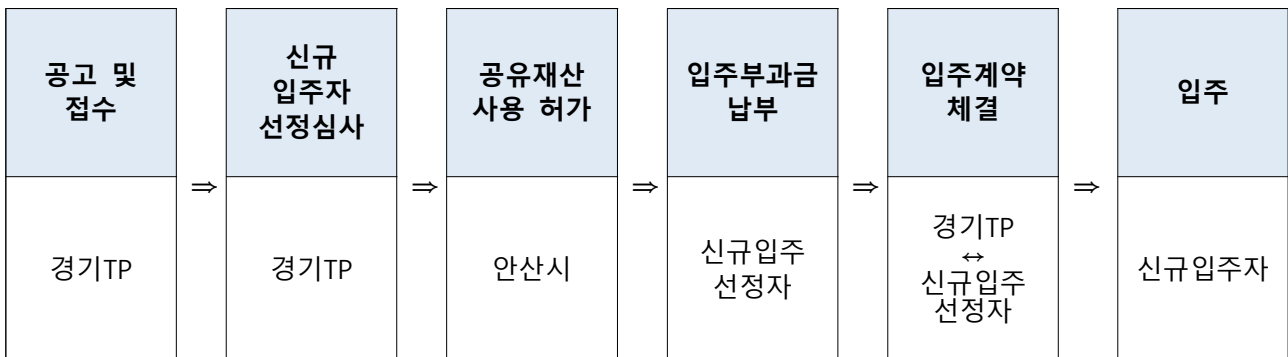 공고 및
접수
신규
입주자
선정심사
공유재산
사용 허가
입주부과금
납부
입주계약
체결
입주
⇒
⇒
⇒
⇒
⇒
경기TP
경기TP
안산시
신규입주
선정자
경기TP
↔
신규입주
선정자
신규입주자